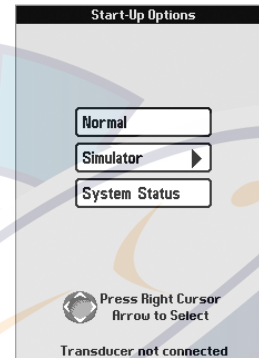 Start-Up Options
Normal
Simulator
System Status
Press Right Cursor
Arrow to Select
Transducer not connected